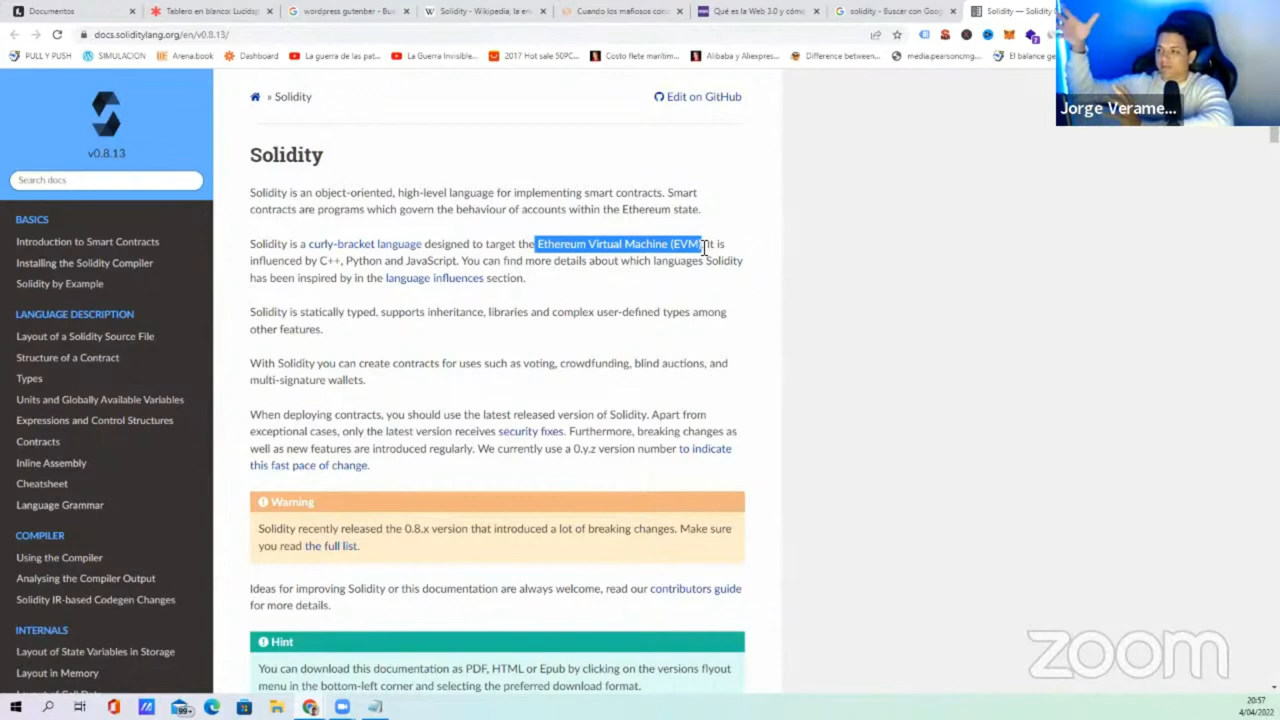 Documentos
Tablero en blanco: Lucidsp
wordpress gutenber - Bus
Solidity - Wikipedia, la en
Cuando los mafiosos como
Qué es la Web 3.0 y cómo
solidity - Buscar con Goog
Solidity — Solidity
docs.soliditylang.org/en/v0.8.13/
PULL Y PUSH
SIMULACION
Arena.book
Dashboard
La guerra de las pat...
La Guerra Invisible...
2017 Hot sale 50PC...
Costo flete marítim...
Alibaba y Aliexpres...
Difference between...
media.pearsoncmg...
El balance ge
Jorge Verame...
v0.8.13
Search docs
BASICS
Introduction to Smart Contracts
Installing the Solidity Compiler
Solidity by Example
LANGUAGE DESCRIPTION
Layout of a Solidity Source File
Structure of a Contract
Types
Units and Globally Available Variables
Expressions and Control Structures
Contracts
Inline Assembly
Cheatsheet
Language Grammar
COMPILER
Using the Compiler
Analysing the Compiler Output
Solidity IR-based Codegen Changes
INTERNALS
Layout of State Variables in Storage
Layout in Memory
» Solidity
Edit on GitHub
Solidity
Solidity is an object-oriented, high-level language for implementing smart contracts. Smart
contracts are programs which govern the behaviour of accounts within the Ethereum state.
Solidity is a curly-bracket language designed to target the Ethereum Virtual Machine (EVM). It is
influenced by C++, Python and JavaScript. You can find more details about which languages Solidity
has been inspired by in the language influences section.
Solidity is statically typed, supports inheritance, libraries and complex user-defined types among
other features.
With Solidity you can create contracts for uses such as voting, crowdfunding, blind auctions, and
multi-signature wallets.
When deploying contracts, you should use the latest released version of Solidity. Apart from
exceptional cases, only the latest version receives security fixes. Furthermore, breaking changes as
well as new features are introduced regularly. We currently use a 0.y.z version number to indicate
this fast pace of change.
Warning
Solidity recently released the 0.8.x version that introduced a lot of breaking changes. Make sure
you read the full list.
Ideas for improving Solidity or this documentation are always welcome, read our contributors guide
for more details.
Hint
You can download this documentation as PDF, HTML or Epub by clicking on the versions flyout
menu in the bottom-left corner and selecting the preferred download format.
zoom
99+
20:57
4/04/2022